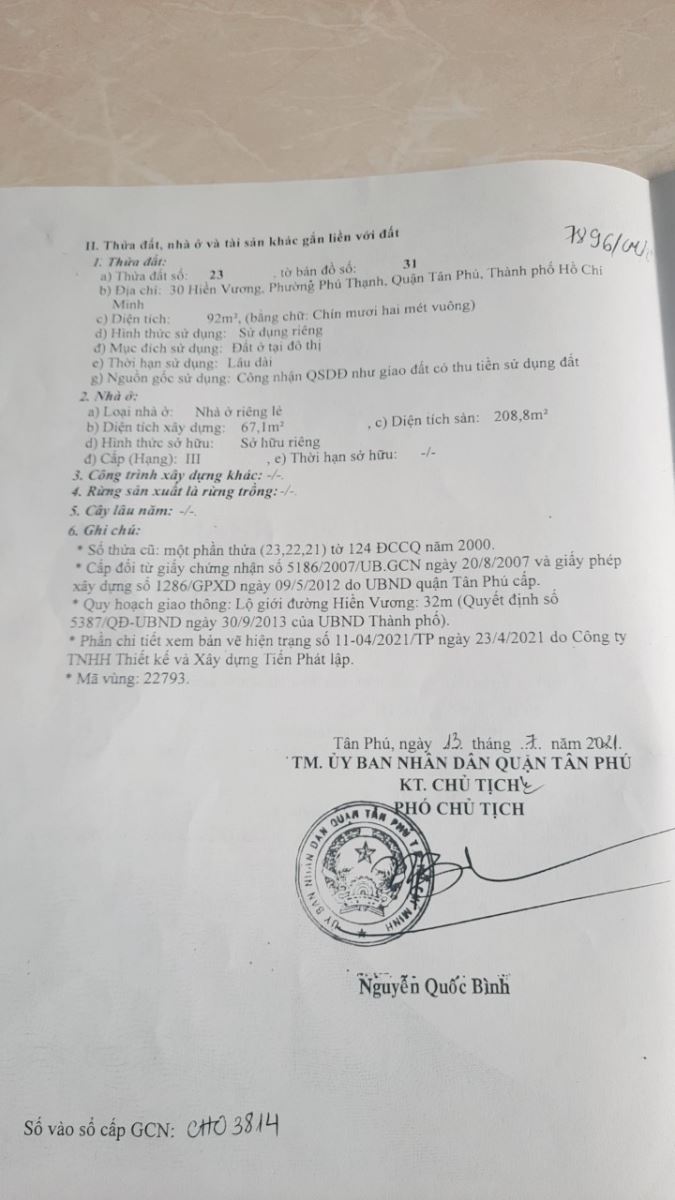 7896/UQ
II. Thửa đất, nhà ở và tài sản khác gắn liền với đất
1. Thửa đất:
a) Thửa đất số: 23 , tờ bản đồ số: 31
b) Địa chỉ: 30 Hiền Vương, Phường Phú Thạnh, Quận Tân Phú, Thành phố Hồ Chí
Minh
c) Diện tích: 92m², (bằng chữ: Chín mươi hai mét vuông)
d) Hình thức sử dụng: Sử dụng riêng
đ) Mục đích sử dụng: Đất ở tại đô thị
e) Thời hạn sử dụng: Lâu dài
g) Nguồn gốc sử dụng: Công nhận QSDĐ như giao đất có thu tiền sử dụng đất
2. Nhà ở:
a) Loại nhà ở: Nhà ở riêng lẻ
b) Diện tích xây dựng: 67,1m² , c) Diện tích sàn: 208,8m²
d) Hình thức sở hữu: Sở hữu riêng
đ) Cấp (Hạng): III , e) Thời hạn sở hữu: -/-
3. Công trình xây dựng khác: -/-.
4. Rừng sản xuất là rừng trồng: -/-.
5. Cây lâu năm: -/-.
6. Ghi chú:
* Số thửa cũ: một phần thửa (23,22,21) tờ 124 ĐCCQ năm 2000.
* Cấp đổi từ giấy chứng nhận số 5186/2007/UB.GCN ngày 20/8/2007 và giấy phép
xây dựng số 1286/GPXD ngày 09/5/2012 do UBND quận Tân Phú cấp.
* Quy hoạch giao thông: Lộ giới đường Hiền Vương: 32m (Quyết định số
5387/QĐ-UBND ngày 30/9/2013 của UBND Thành phố).
* Phần chi tiết xem bản vẽ hiện trạng số 11-04/2021/TP ngày 23/4/2021 do Công ty
TNHH Thiết kế và Xây dựng Tiến Phát lập.
* Mã vùng: 22793.
Tân Phú, ngày 13 tháng .7. năm 2021.
TM. ỦY BAN NHÂN DÂN QUẬN TÂN PHÚ
KT. CHỦ TỊCH
PHÓ CHỦ TỊCH
ỦY BAN NHÂN DÂN QUẬN TÂN PHÚ
Nguyễn Quốc Bình
Số vào sổ cấp GCN: CH03814